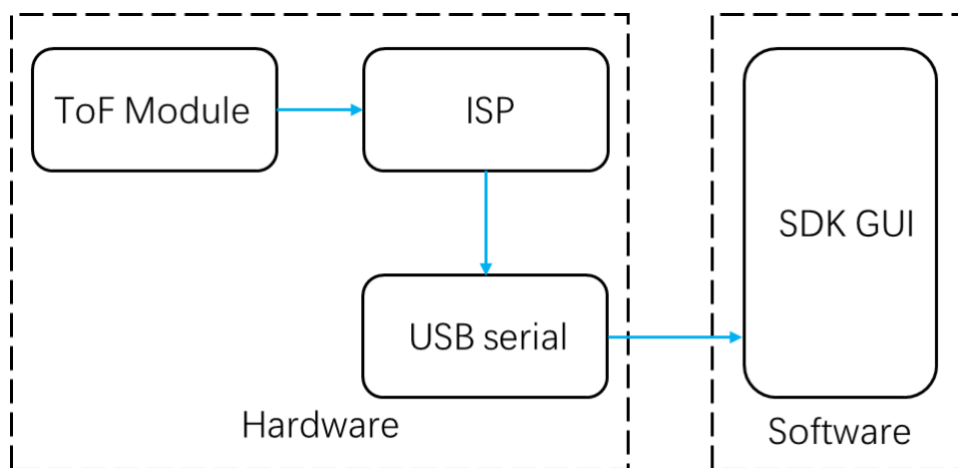 ToF Module
ISP
SDK GUI
USB serial
Hardware
Software